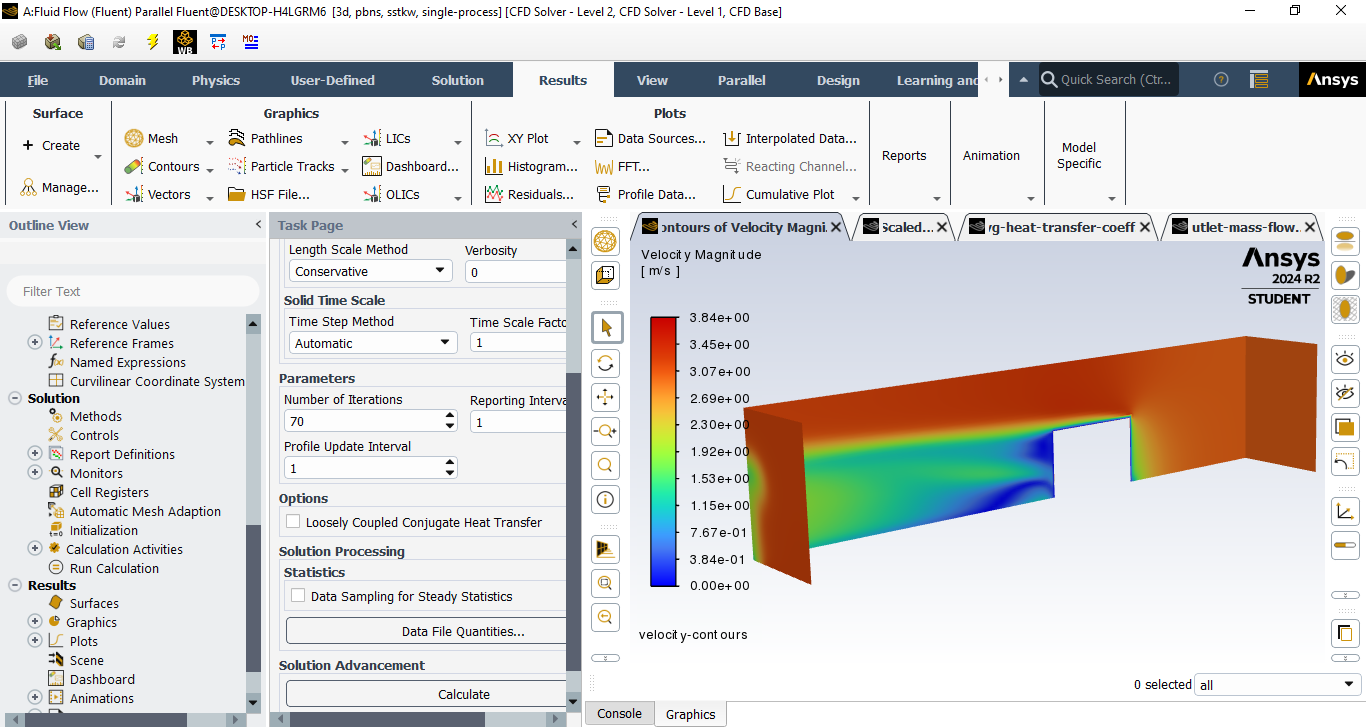 A:Fluid Flow (Fluent) Parallel Fluent@DESKTOP-H4LGRM6 [3d, pbns, sstkw, single-process] [CFD Solver - Level 2, CFD Solver - Level 1, CFD Base]
WB
File Domain Physics User-Defined Solution Results View Parallel Design Learning and Quick Search (Ctr... Ansys
Surface
Create
Manage...
Graphics
Mesh Pathlines LICs
Contours Particle Tracks Dashboard...
Vectors HSF File... OLICs
Plots
XY Plot Data Sources... Interpolated Data...
Histogram... FFT... Reacting Channel...
Residuals... Profile Data... Cumulative Plot
Reports
Animation
Model
Specific
Outline View
Filter Text
Reference Values
Reference Frames
Named Expressions
Curvilinear Coordinate System
Solution
Methods
Controls
Report Definitions
Monitors
Cell Registers
Automatic Mesh Adaption
Initialization
Calculation Activities
Run Calculation
Results
Surfaces
Graphics
Plots
Scene
Dashboard
Animations
Task Page
Length Scale Method Verbosity
Conservative 0
Solid Time Scale
Time Step Method Time Scale Facto
Automatic 1
Parameters
Number of Iterations Reporting Interva
70 1
Profile Update Interval
1
Options
Loosely Coupled Conjugate Heat Transfer
Solution Processing
Statistics
Data Sampling for Steady Statistics
Data File Quantities...
Solution Advancement
Calculate
ontours of Velocity Magni. Scaled... vg-heat-transfer-coeff utlet-mass-flow..
Velocity Magnitude
[ m/s ]
Ansys
2024 R2
STUDENT
3.84e+00
3.45e+00
3.07e+00
2.69e+00
2.30e+00
1.92e+00
1.53e+00
1.15e+00
7.67e-01
3.84e-01
0.00e+00
velocity-contours
0 selected all
Console Graphics